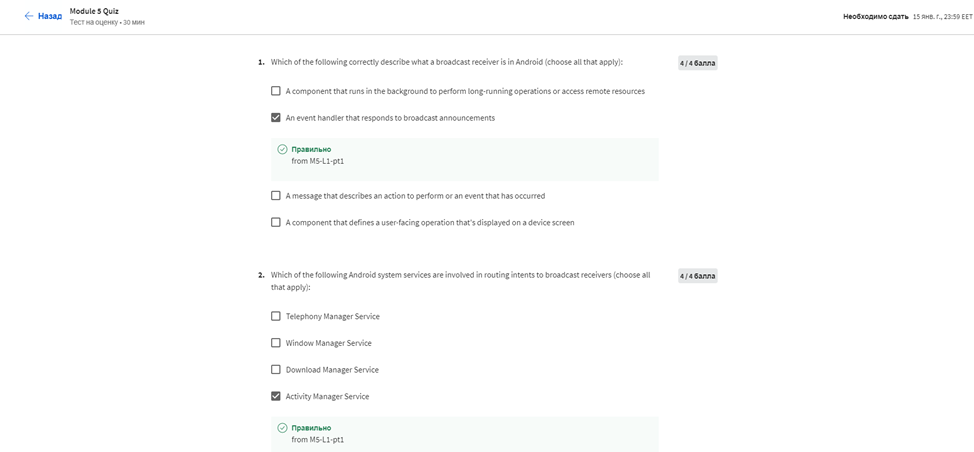 Назад
Module 5 Quiz
Тест на оценку • 30 мин
Необходимо сдать 15 янв. г., 23:59 EET
1. Which of the following correctly describe what a broadcast receiver is in Android (choose all that apply):
4 / 4 балла
A component that runs in the background to perform long-running operations or access remote resources
An event handler that responds to broadcast announcements
Правильно
from M5-L1-pt1
A message that describes an action to perform or an event that has occurred
A component that defines a user-facing operation that's displayed on a device screen
2. Which of the following Android system services are involved in routing intents to broadcast receivers (choose all
that apply):
4 / 4 балла
Telephony Manager Service
Window Manager Service
Download Manager Service
Activity Manager Service
Правильно
from M5-L1-pt1